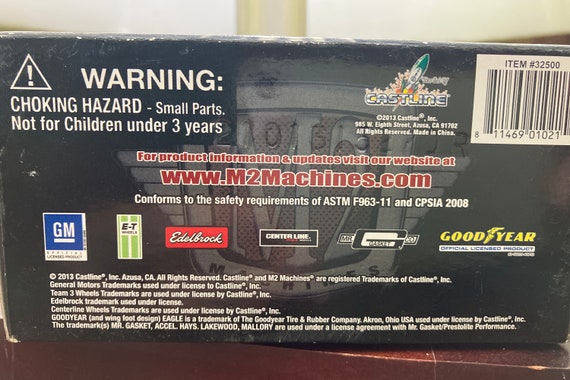 WARNING:
CHOKING HAZARD - Small Parts.
Not for Children under 3 years
CASTLINE
©2013 Castline®, Inc.
985 W. Eighth Street, Azusa, CA 91702
All Rights Reserved. Made in China.
ITEM #32500
8 11469 01021
For product information & updates visit our website at
www.M2Machines.com
Conforms to the safety requirements of ASTM F963-11 and CPSIA 2008
GM
OFFICIAL
LICENSED PRODUCT
E-T
WHEELS
Edelbrock
CENTER LINE
MR.
GASKET
CO
GOODYEAR
OFFICIAL LICENSED PRODUCT
© 2013 Castline®, Inc. Azusa, CA. All Rights Reserved. Castline® and M2 Machines® are registered Trademarks of Castline®, Inc.
General Motors Trademarks used under license to Castline®, Inc.
Team 3 Wheels Trademarks are used under license by Castline®, Inc.
Edelbrock trademark used under license.
Centerline Wheels Trademarks are used under license by Castline®, Inc.
GOODYEAR (and wing foot design) EAGLE is a trademark of The Goodyear Tire & Rubber Company. Akron, Ohio USA used under license by Castline®, Inc.
The trademark(s) MR. GASKET, ACCEL. HAYS. LAKEWOOD, MALLORY are used under a license agreement with Mr. Gasket/Prestolite Performance.